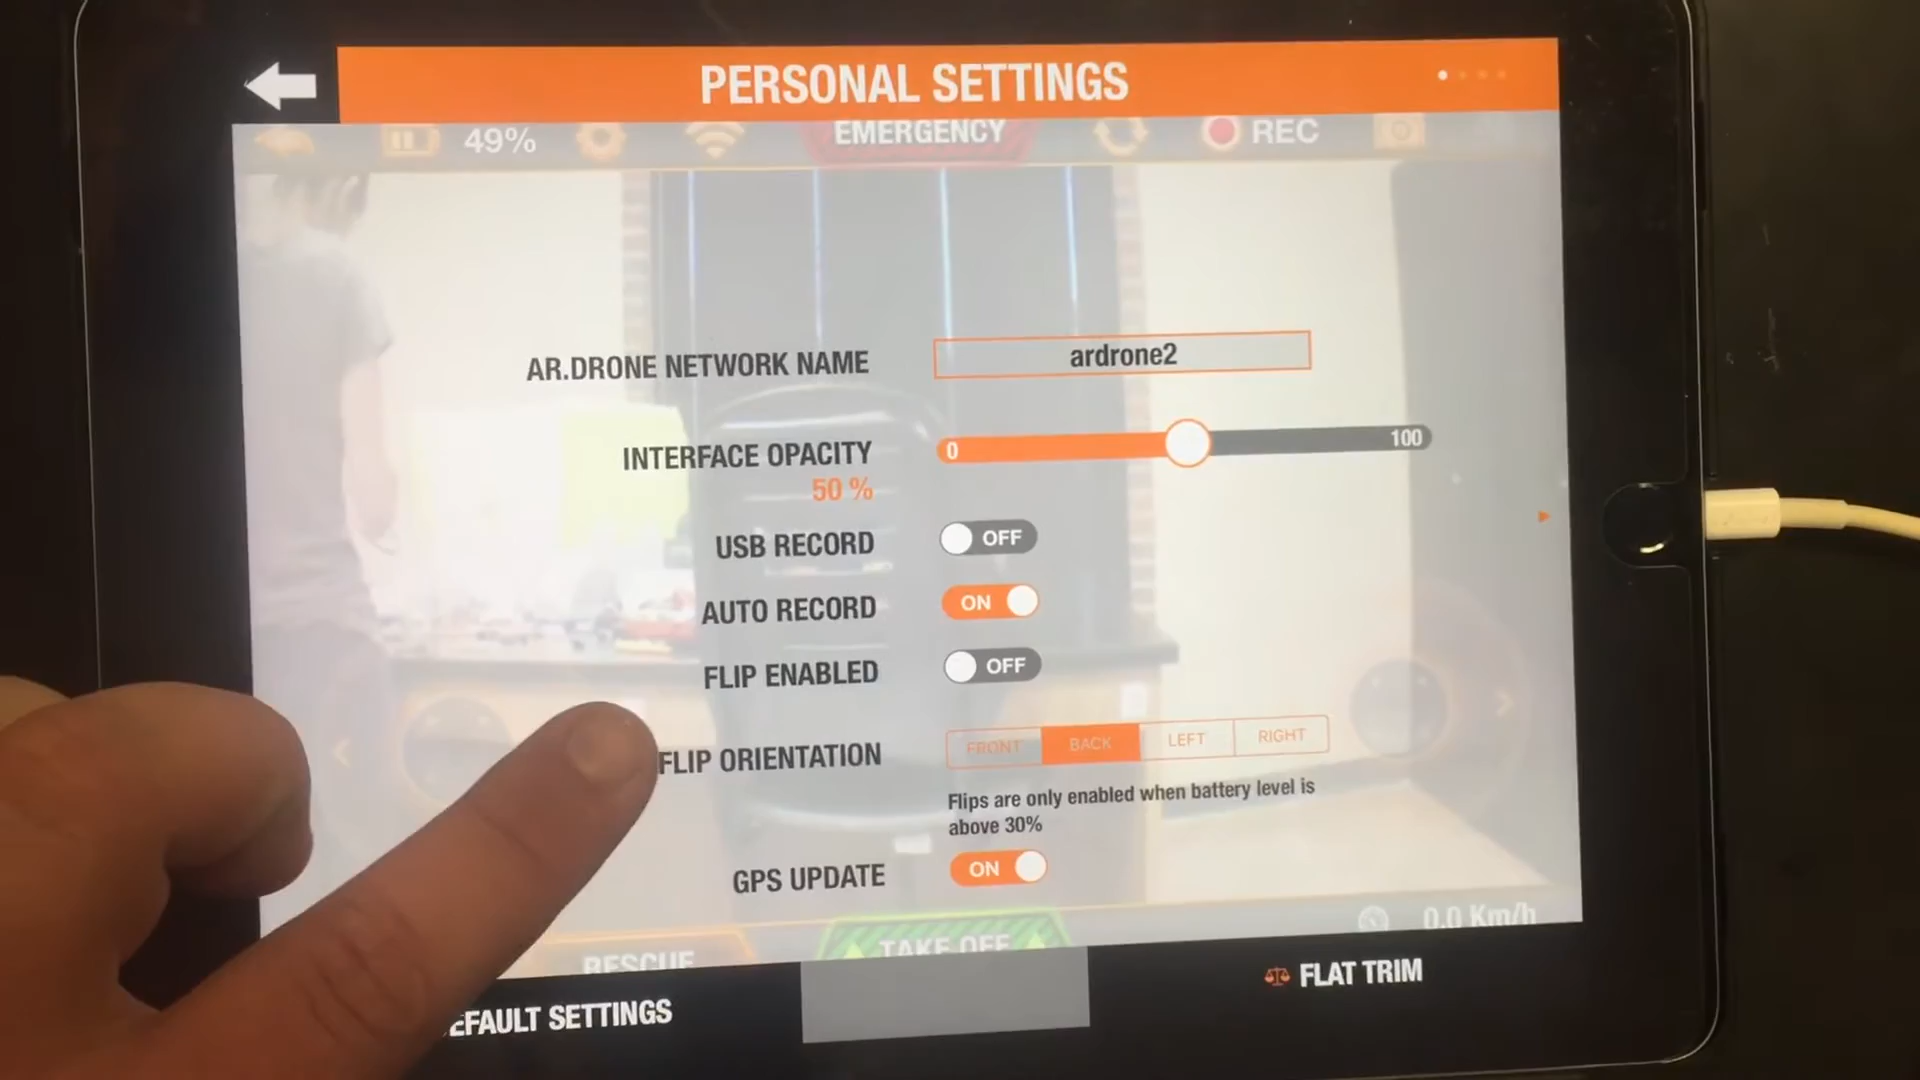 PERSONAL SETTINGS
49%
EMERGENCY
REC
AR.DRONE NETWORK NAME
ardrone2
INTERFACE OPACITY
0
100
50 %
USB RECORD
OFF
AUTO RECORD
ON
FLIP ENABLED
OFF
FLIP ORIENTATION
FRONT
BACK
LEFT
RIGHT
Flips are only enabled when battery level is
above 30%
GPS UPDATE
ON
RESCUE
TAKE OFF
0.0 Km/h
EFAULT SETTINGS
FLAT TRIM